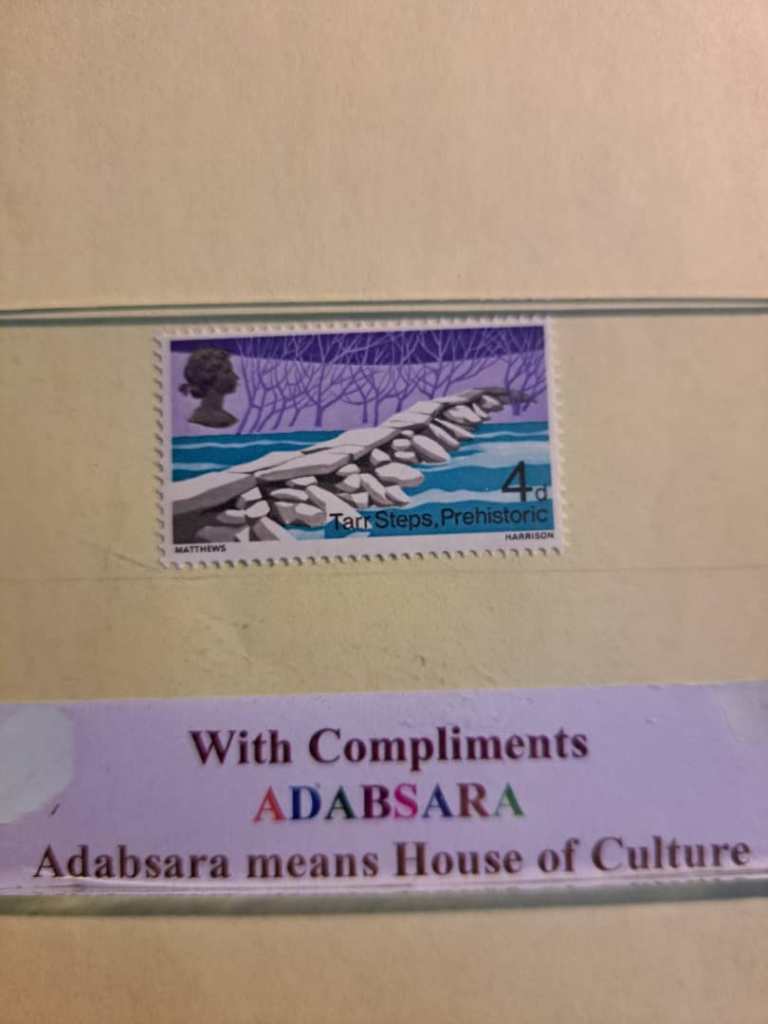 4d
Tarr Steps, Prehistoric
MATTHEWS
HARRISON
With Compliments
ADABSARA
Adabsara means House of Culture